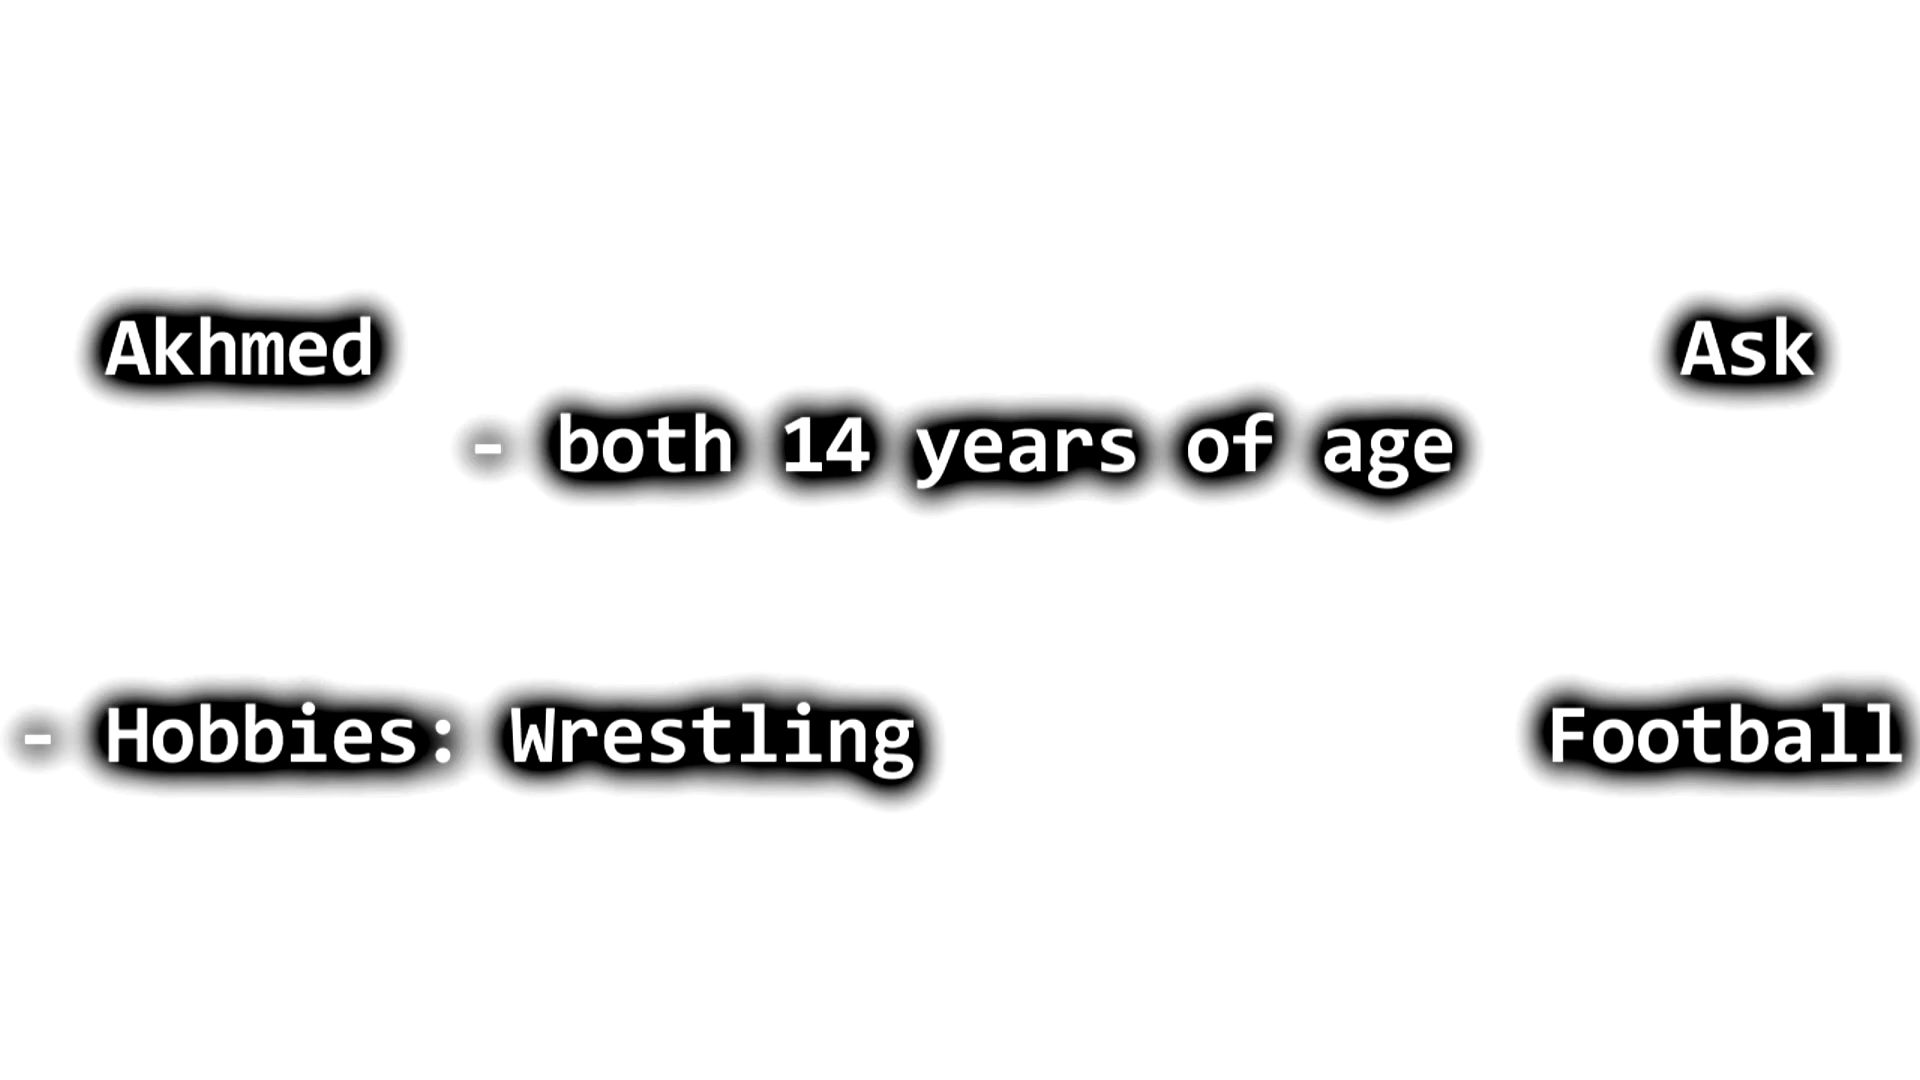 Akhmed Ask
- both 14 years of age
- Hobbies: Wrestling Football